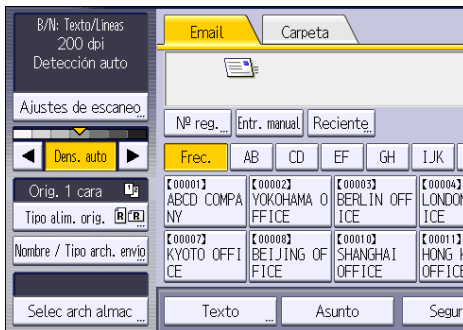 B/N: Texto/Líneas
200 dpi
Detección auto
Ajustes de escaneo
Dens. auto
Orig. 1 cara
Tipo alim. orig.
Nombre / Tipo arch. envío
Selec arch almac
Email
Carpeta
Nº reg.
Entr. manual
Reciente
Frec.
AB
CD
EF
GH
IJK
【00001】
ABCD COMPA
NY
【00002】
YOKOHAMA O
FFICE
【00003】
BERLIN OFF
ICE
【00004】
LONDON
ICE
【00007】
KYOTO OFFI
CE
【00008】
BEIJING OF
FICE
【00010】
SHANGHAI
OFFICE
【00011】
HONG K
OFFICE
Texto
Asunto
Segur